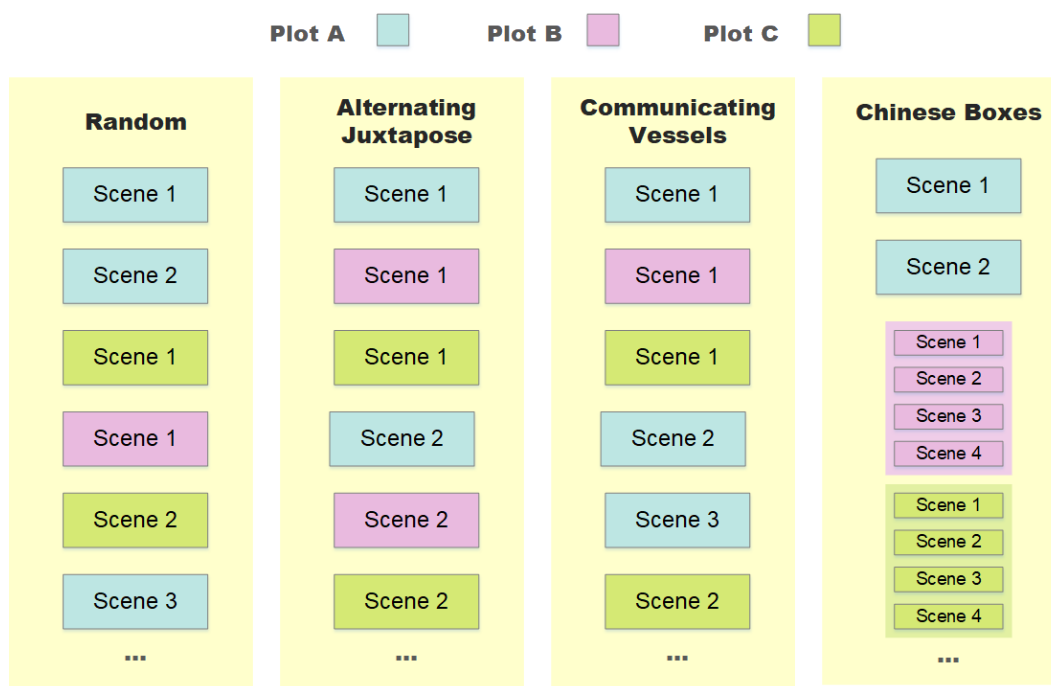 Plot A
Plot B
Plot C
Random
Scene 1
Scene 2
Scene 1
Scene 1
Scene 2
Scene 3
...
Alternating
Juxtapose
Scene 1
Scene 1
Scene 1
Scene 2
Scene 2
Scene 2
...
Communicating
Vessels
Scene 1
Scene 1
Scene 1
Scene 2
Scene 3
Scene 2
...
Chinese Boxes
Scene 1
Scene 2
Scene 1
Scene 2
Scene 3
Scene 4
Scene 1
Scene 2
Scene 3
Scene 4
...